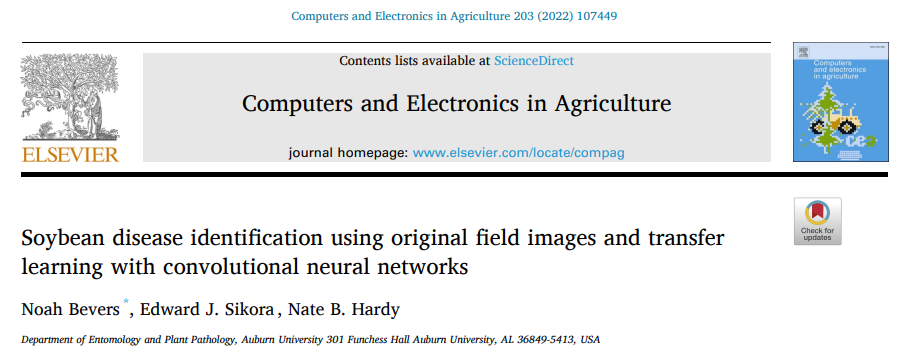 Computers and Electronics in Agriculture 203 (2022) 107449
Contents lists available at ScienceDirect
Computers and Electronics in Agriculture
journal homepage: www.elsevier.com/locate/compag
ELSEVIER
Computers
and electronics
in agriculture
Check for
updates
Soybean disease identification using original field images and transfer
learning with convolutional neural networks
Noah Bevers *, Edward J. Sikora, Nate B. Hardy
Department of Entomology and Plant Pathology, Auburn University 301 Funchess Hall Auburn University, AL 36849-5413, USA